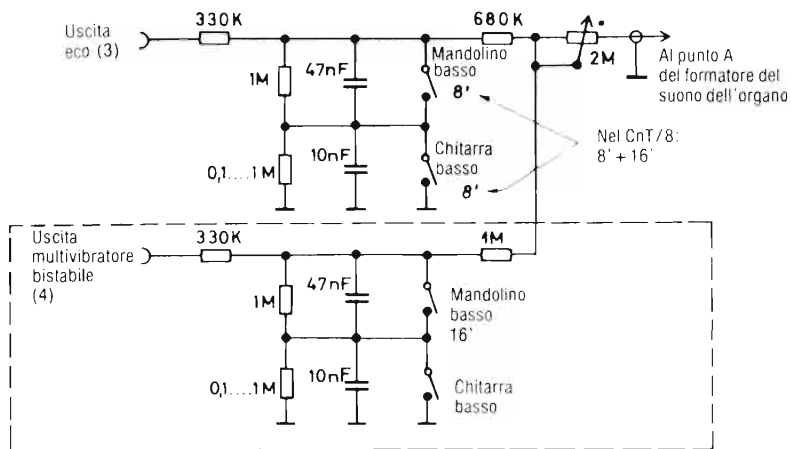 330K
680K
Uscita
eco (3)
Mandolino
basso
8'
2M
Al punto A
del formatore del
suono dell'organo
1M
47nF
Nel CnT/8:
8' + 16'
Chitarra
basso
8'
0,1....1M
10nF
Uscita
multivibratore
bistabile
(4)
330K
1M
1M
47nF
Mandolino
basso
16'
0,1....1M
10nF
Chitarra
basso